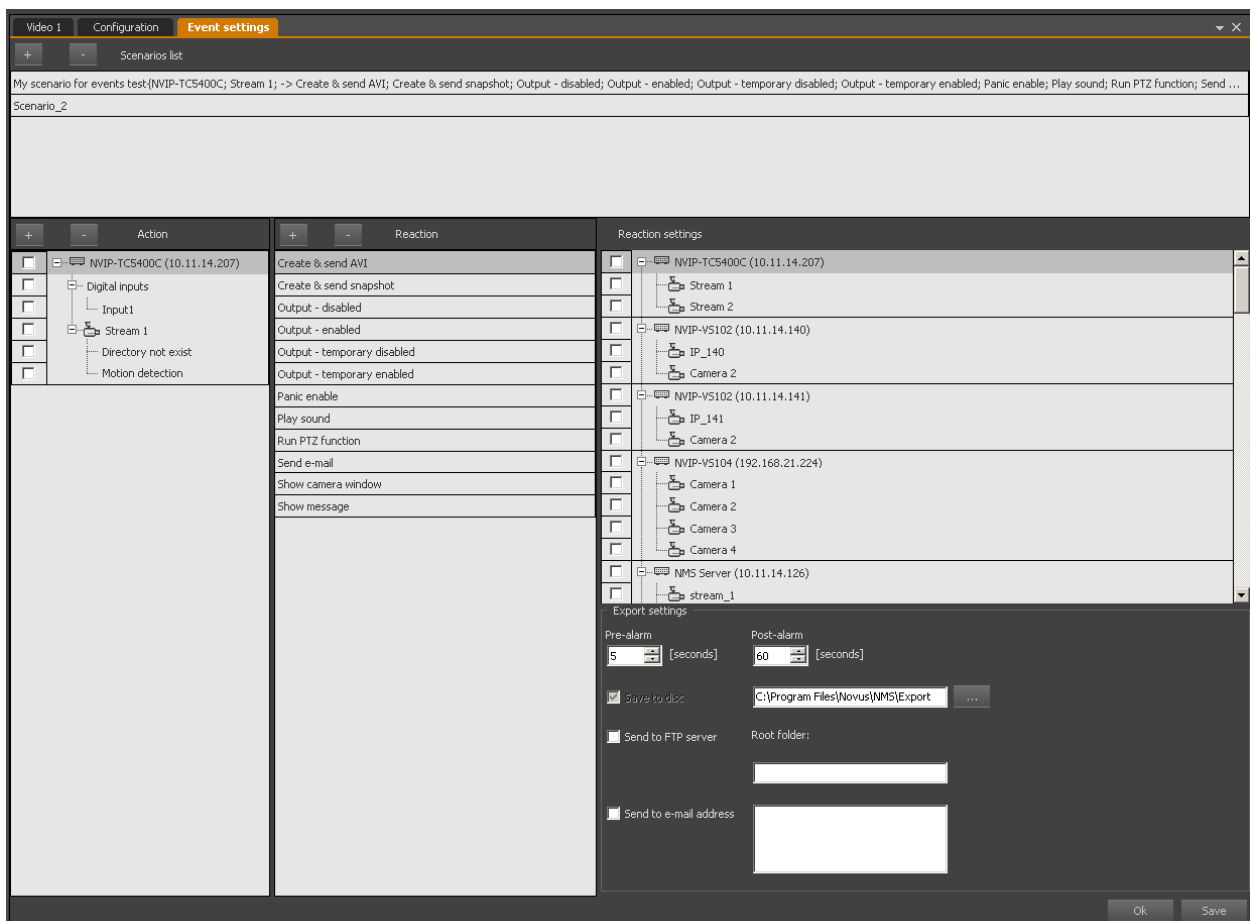 Video 1 Configuration Event settings
+ - Scenarios list
My scenario for events test{NVIP-TC5400C; Stream 1; -> Create & send AVI; Create & send snapshot; Output - disabled; Output - enabled; Output - temporary disabled; Output - temporary enabled; Panic enable; Play sound; Run PTZ function; Send ...
Scenario_2
+ - Action
NVIP-TC5400C (10.11.14.207)
Digital inputs
Input1
Stream 1
Directory not exist
Motion detection
+ - Reaction
Create & send AVI
Create & send snapshot
Output - disabled
Output - enabled
Output - temporary disabled
Output - temporary enabled
Panic enable
Play sound
Run PTZ function
Send e-mail
Show camera window
Show message
Reaction settings
NVIP-TC5400C (10.11.14.207)
Stream 1
Stream 2
NVIP-VS102 (10.11.14.140)
IP_140
Camera 2
NVIP-VS102 (10.11.14.141)
IP_141
Camera 2
NVIP-VS104 (192.168.21.224)
Camera 1
Camera 2
Camera 3
Camera 4
NMS Server (10.11.14.126)
stream_1
Export settings
Pre-alarm Post-alarm
5 [seconds] 60 [seconds]
Save to disc C:\Program Files\Novus\NMS\Export ...
Send to FTP server Root folder:
Send to e-mail address
Ok Save